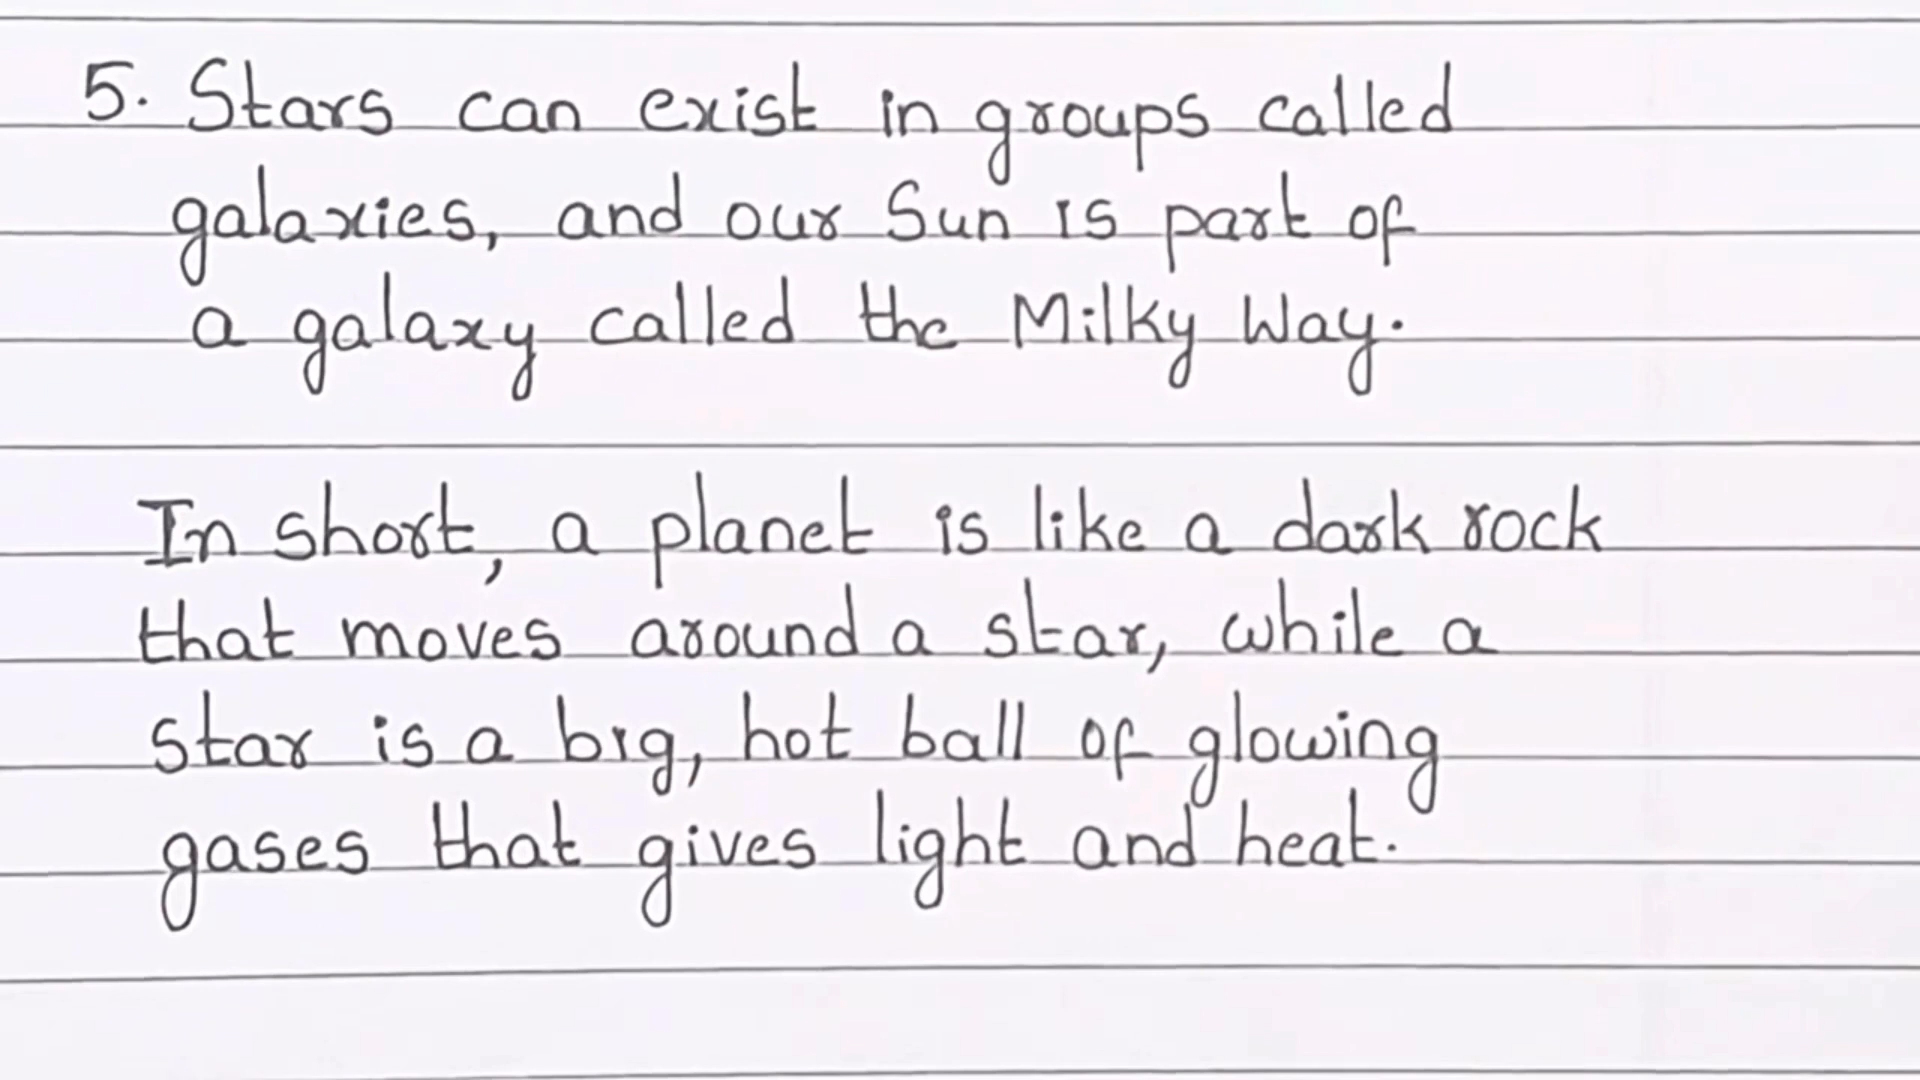 5. Stars can exist in groups called
galaxies, and our Sun is part of
a galaxy called the Milky Way.
In short, a planet is like a dark rock
that moves around a star, while a
star is a big, hot ball of glowing
gases that gives light and heat.